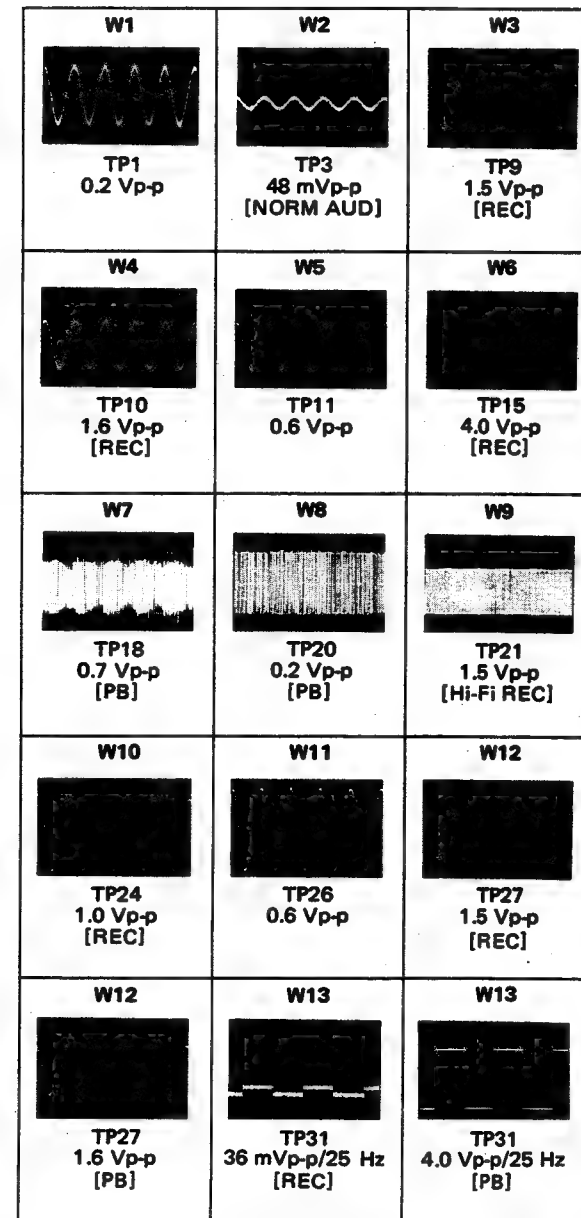 W1
TP1
0.2 Vp-p
W2
TP3
48 mVp-p
[NORM AUD]
W3
TP9
1.5 Vp-p
[REC]
W4
TP10
1.6 Vp-p
[REC]
W5
TP11
0.6 Vp-p
W6
TP15
4.0 Vp-p
[REC]
W7
TP18
0.7 Vp-p
[PB]
W8
TP20
0.2 Vp-p
[PB]
W9
TP21
1.5 Vp-p
[Hi-Fi REC]
W10
TP24
1.0 Vp-p
[REC]
W11
TP26
0.6 Vp-p
W12
TP27
1.5 Vp-p
[REC]
W12
TP27
1.6 Vp-p
[PB]
W13
TP31
36 mVp-p/25 Hz
[REC]
W13
TP31
4.0 Vp-p/25 Hz
[PB]